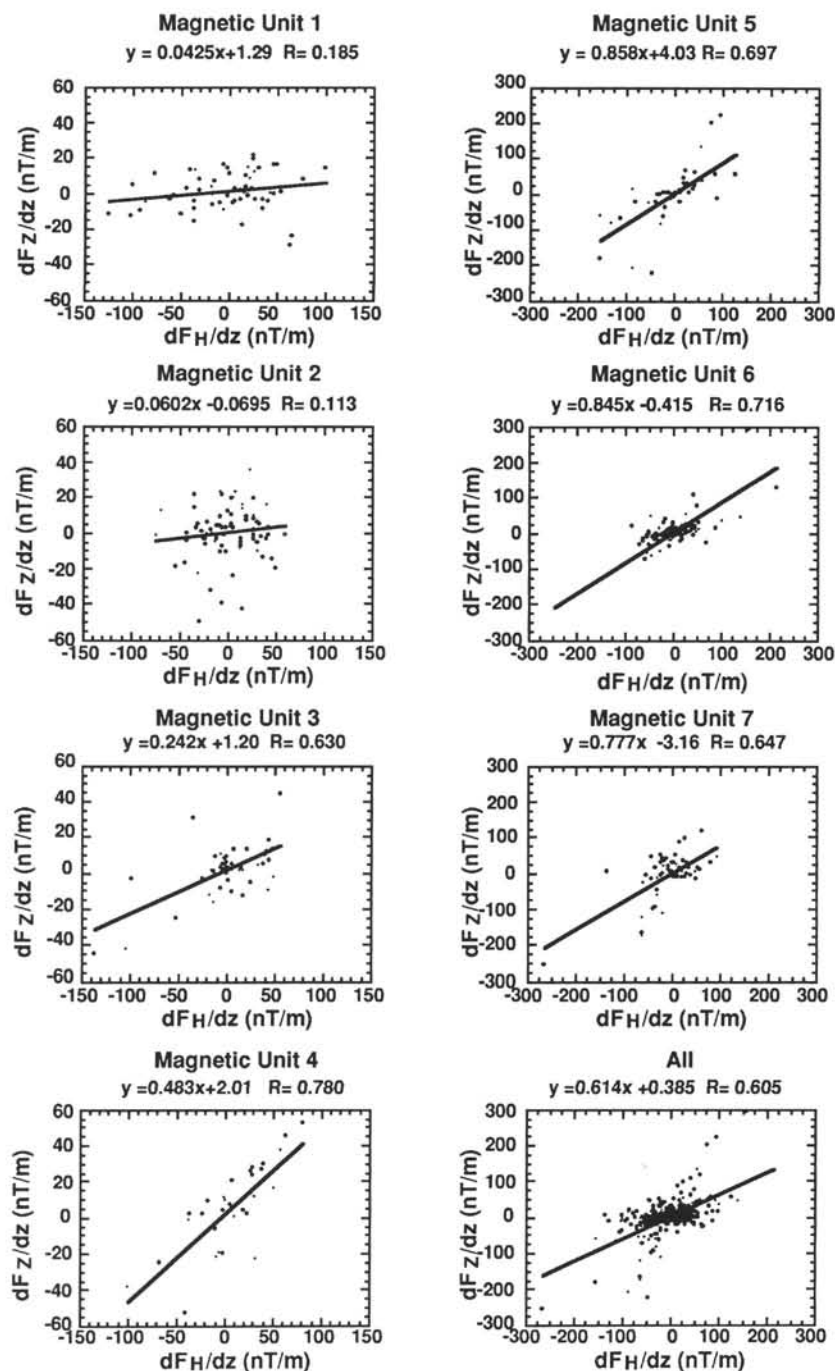 Magnetic Unit 1
y = 0.0425x+1.29 R= 0.185
60
40
20
0
-20
-40
-60
dFZ/dz (nT/m)
-150 -100 -50 0 50 100 150
dFH/dz (nT/m)
Magnetic Unit 5
y = 0.858x+4.03 R= 0.697
300
200
100
0
-100
-200
-300
dFZ/dz (nT/m)
-300 -200 -100 0 100 200 300
dFH/dz (nT/m)
Magnetic Unit 2
y =0.0602x -0.0695 R= 0.113
60
40
20
0
-20
-40
-60
dFZ/dz (nT/m)
-150 -100 -50 0 50 100 150
dFH/dz (nT/m)
Magnetic Unit 6
y =0.845x -0.415 R= 0.716
300
200
100
0
-100
-200
-300
dFZ/dz (nT/m)
-300 -200 -100 0 100 200 300
dFH/dz (nT/m)
Magnetic Unit 3
y =0.242x +1.20 R= 0.630
60
40
20
0
-20
-40
-60
dFZ/dz (nT/m)
-150 -100 -50 0 50 100 150
dFH/dz (nT/m)
Magnetic Unit 7
y =0.777x -3.16 R= 0.647
300
200
100
0
-100
-200
-300
dFZ/dz (nT/m)
-300 -200 -100 0 100 200 300
dFH/dz (nT/m)
Magnetic Unit 4
y =0.483x+2.01 R= 0.780
60
40
20
0
-20
-40
-60
dFZ/dz (nT/m)
-150 -100 -50 0 50 100 150
dFH/dz (nT/m)
All
y =0.614x +0.385 R= 0.605
300
200
100
0
-100
-200
-300
dFZ/dz (nT/m)
-300 -200 -100 0 100 200 300
dFH/dz (nT/m)